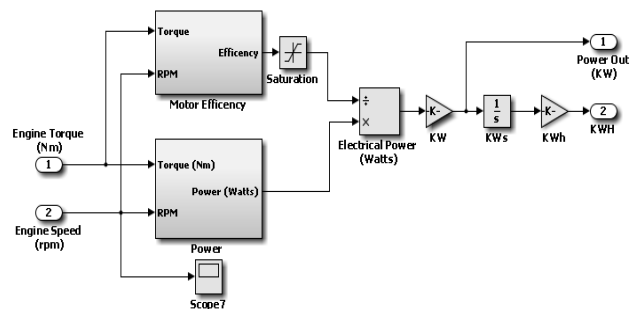 Torque
Efficency
RPM
Motor Efficency
Saturation
1
Power Out
(KW)
÷
×
Electrical Power
(Watts)
-K-
KW
1
s
KWs
-K-
KWh
2
KWH
Engine Torque
(Nm)
1
Torque (Nm)
Power (Watts)
RPM
Power
2
Engine Speed
(rpm)
Scope7